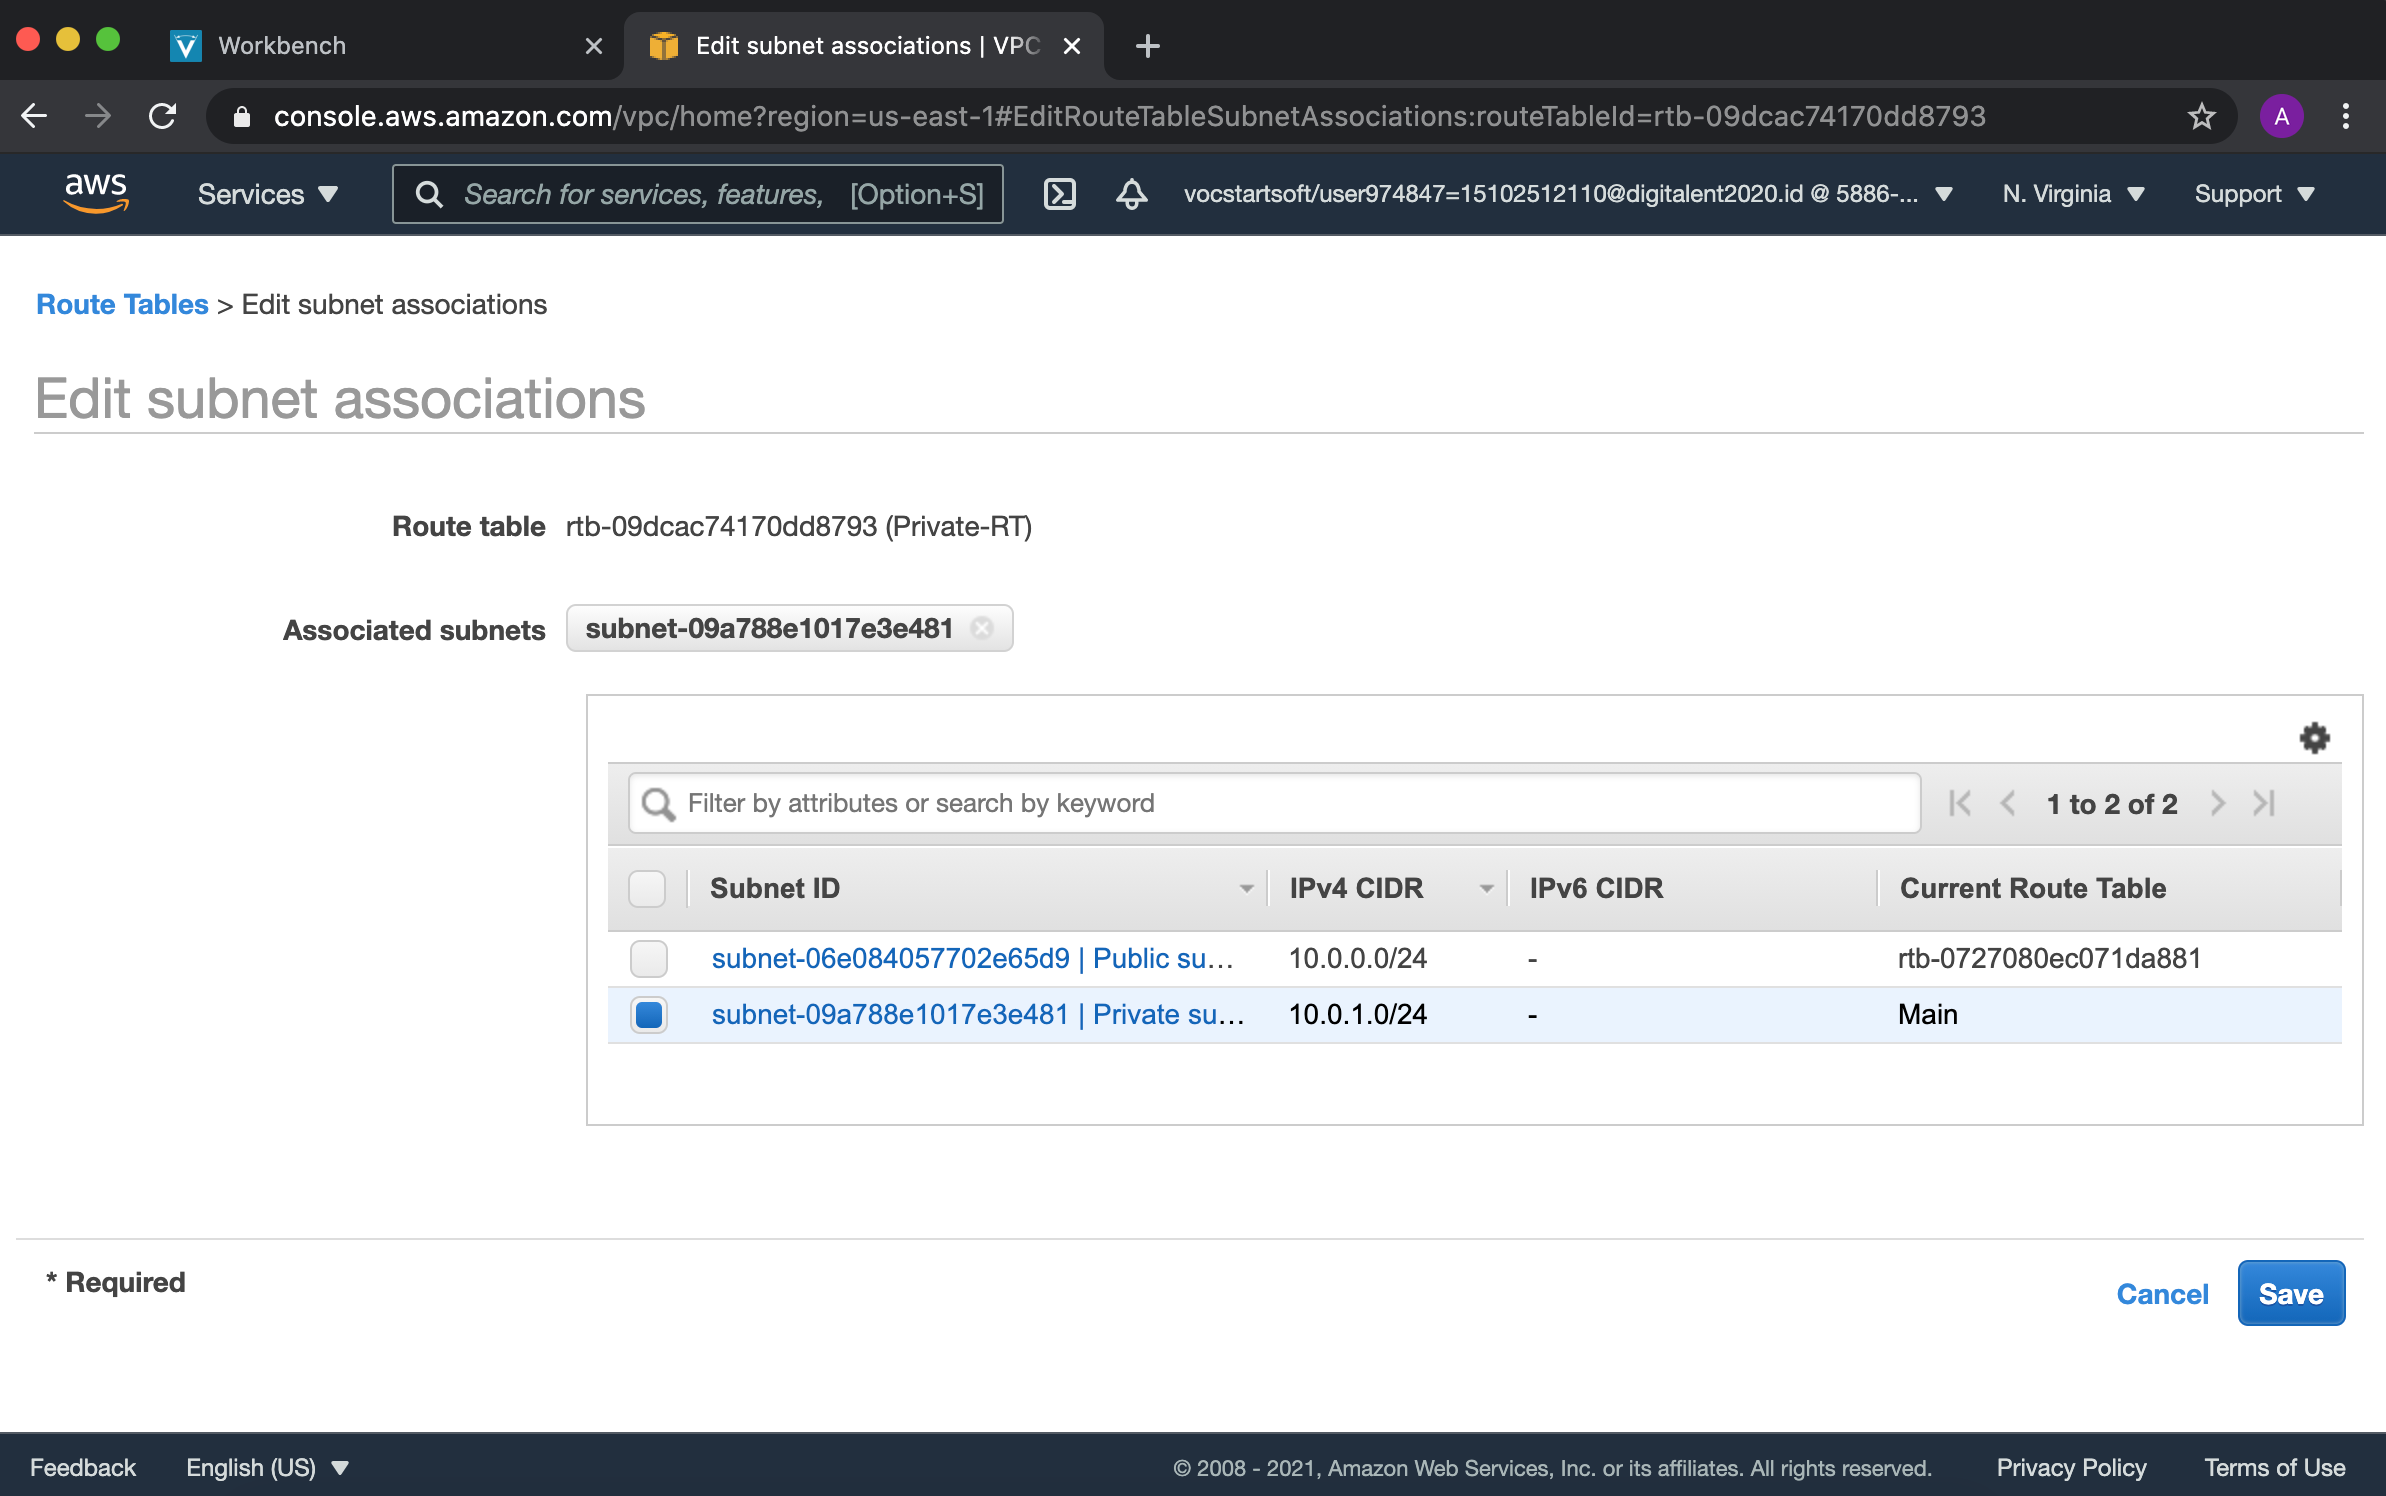 Workbench
Edit subnet associations | VPC
console.aws.amazon.com/vpc/home?region=us-east-1#EditRouteTableSubnetAssociations:routeTableId=rtb-09dcac74170dd8793
A
aws
Services
Search for services, features, [Option+S]
vocstartsoft/user974847=15102512110@digitalent2020.id @ 5886-...
N. Virginia
Support
Route Tables > Edit subnet associations
Edit subnet associations
Route table rtb-09dcac74170dd8793 (Private-RT)
Associated subnets subnet-09a788e1017e3e481
Filter by attributes or search by keyword
1 to 2 of 2
Subnet ID IPv4 CIDR IPv6 CIDR Current Route Table
subnet-06e084057702e65d9 | Public su... 10.0.0.0/24 - rtb-0727080ec071da881
subnet-09a788e1017e3e481 | Private su... 10.0.1.0/24 - Main
* Required
Cancel
Save
Feedback
English (US)
© 2008 - 2021, Amazon Web Services, Inc. or its affiliates. All rights reserved.
Privacy Policy
Terms of Use